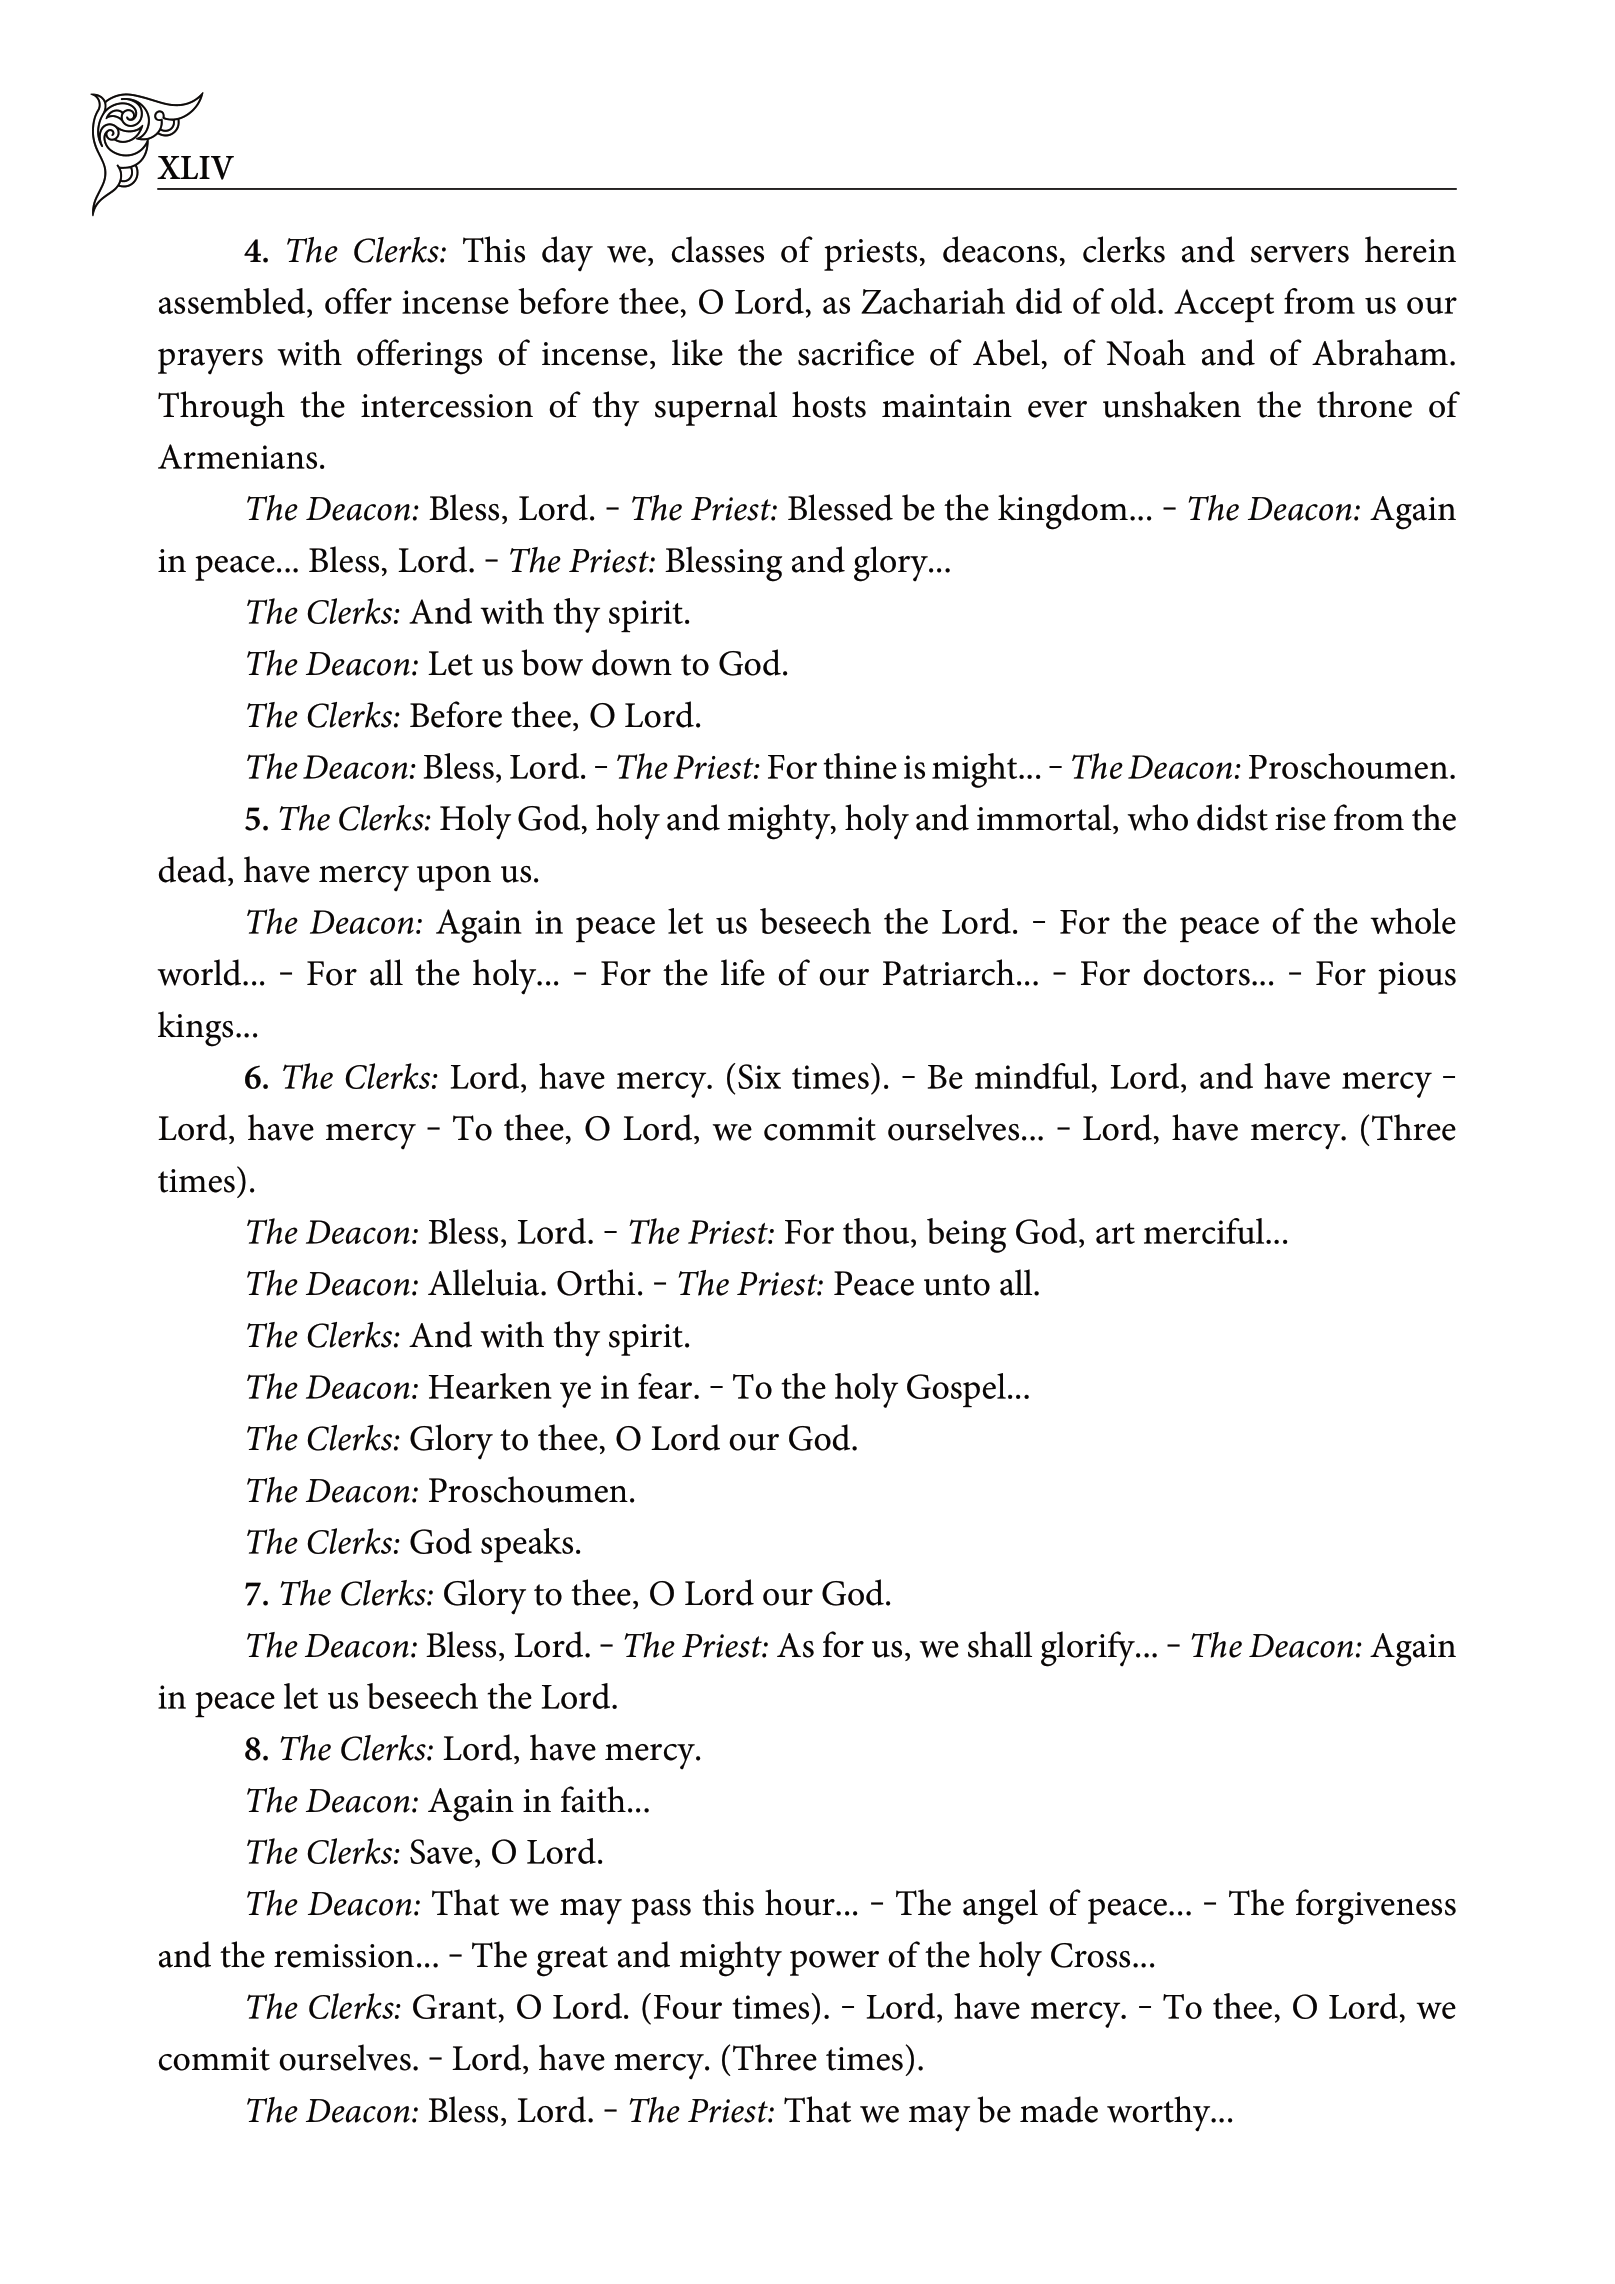 XLIV
4. The Clerks: This day we, classes of priests, deacons, clerks and servers herein
assembled, offer incense before thee, O Lord, as Zachariah did of old. Accept from us our
prayers with offerings of incense, like the sacrifice of Abel, of Noah and of Abraham.
Through the intercession of thy supernal hosts maintain ever unshaken the throne of
Armenians.
The Deacon: Bless, Lord. – The Priest: Blessed be the kingdom... – The Deacon: Again
in peace... Bless, Lord. – The Priest: Blessing and glory...
The Clerks: And with thy spirit.
The Deacon: Let us bow down to God.
The Clerks: Before thee, O Lord.
The Deacon: Bless, Lord. – The Priest: For thine is might... – The Deacon: Proschoumen.
5. The Clerks: Holy God, holy and mighty, holy and immortal, who didst rise from the
dead, have mercy upon us.
The Deacon: Again in peace let us beseech the Lord. – For the peace of the whole
world... – For all the holy... – For the life of our Patriarch... – For doctors... – For pious
kings...
6. The Clerks: Lord, have mercy. (Six times). – Be mindful, Lord, and have mercy –
Lord, have mercy – To thee, O Lord, we commit ourselves... – Lord, have mercy. (Three
times).
The Deacon: Bless, Lord. – The Priest: For thou, being God, art merciful...
The Deacon: Alleluia. Orthi. – The Priest: Peace unto all.
The Clerks: And with thy spirit.
The Deacon: Hearken ye in fear. – To the holy Gospel...
The Clerks: Glory to thee, O Lord our God.
The Deacon: Proschoumen.
The Clerks: God speaks.
7. The Clerks: Glory to thee, O Lord our God.
The Deacon: Bless, Lord. – The Priest: As for us, we shall glorify... – The Deacon: Again
in peace let us beseech the Lord.
8. The Clerks: Lord, have mercy.
The Deacon: Again in faith...
The Clerks: Save, O Lord.
The Deacon: That we may pass this hour... – The angel of peace... – The forgiveness
and the remission... – The great and mighty power of the holy Cross...
The Clerks: Grant, O Lord. (Four times). – Lord, have mercy. – To thee, O Lord, we
commit ourselves. – Lord, have mercy. (Three times).
The Deacon: Bless, Lord. – The Priest: That we may be made worthy...